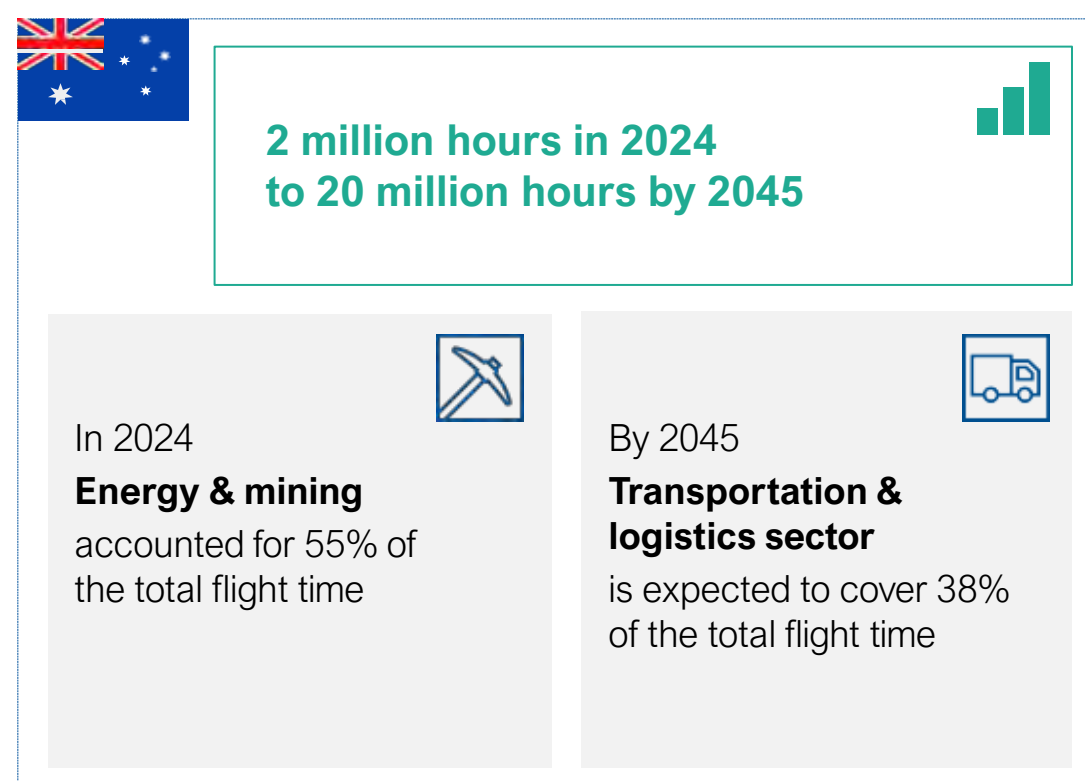 2 million hours in 2024
to 20 million hours by 2045
In 2024
Energy & mining
accounted for 55% of
the total flight time
By 2045
Transportation &
logistics sector
is expected to cover 38%
of the total flight time